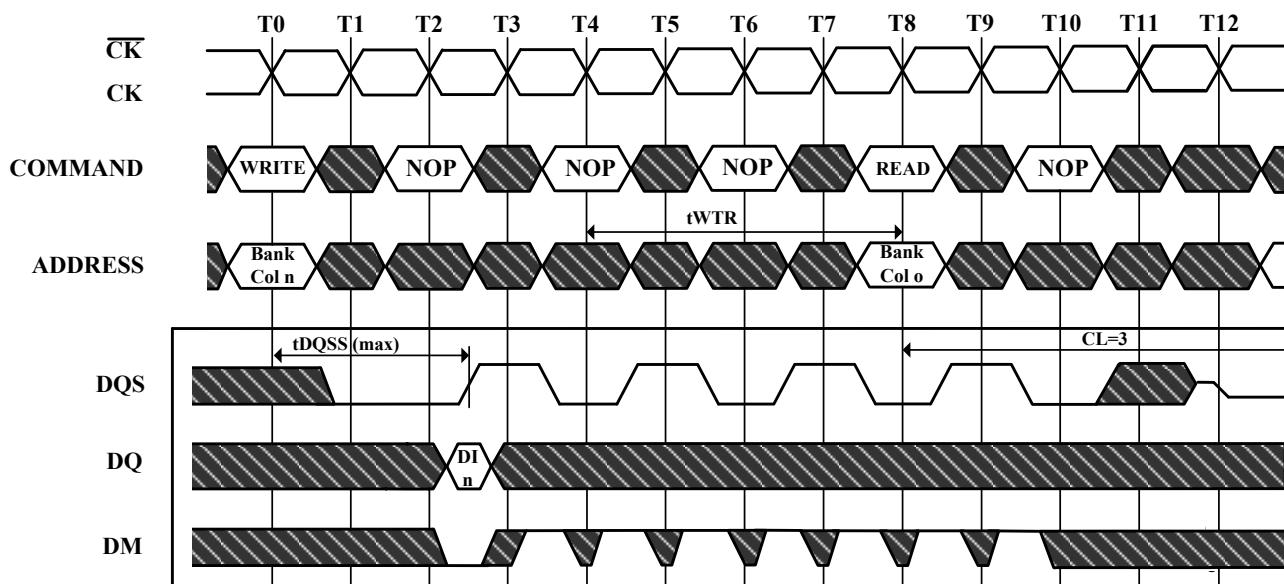 T0 T1 T2 T3 T4 T5 T6 T7 T8 T9 T10 T11 T12
CK
CK
COMMAND WRITE NOP NOP NOP READ NOP
tWTR
ADDRESS Bank Col n Bank Col o
tDQSS (max) CL=3
DQS
DQ DI n
DM